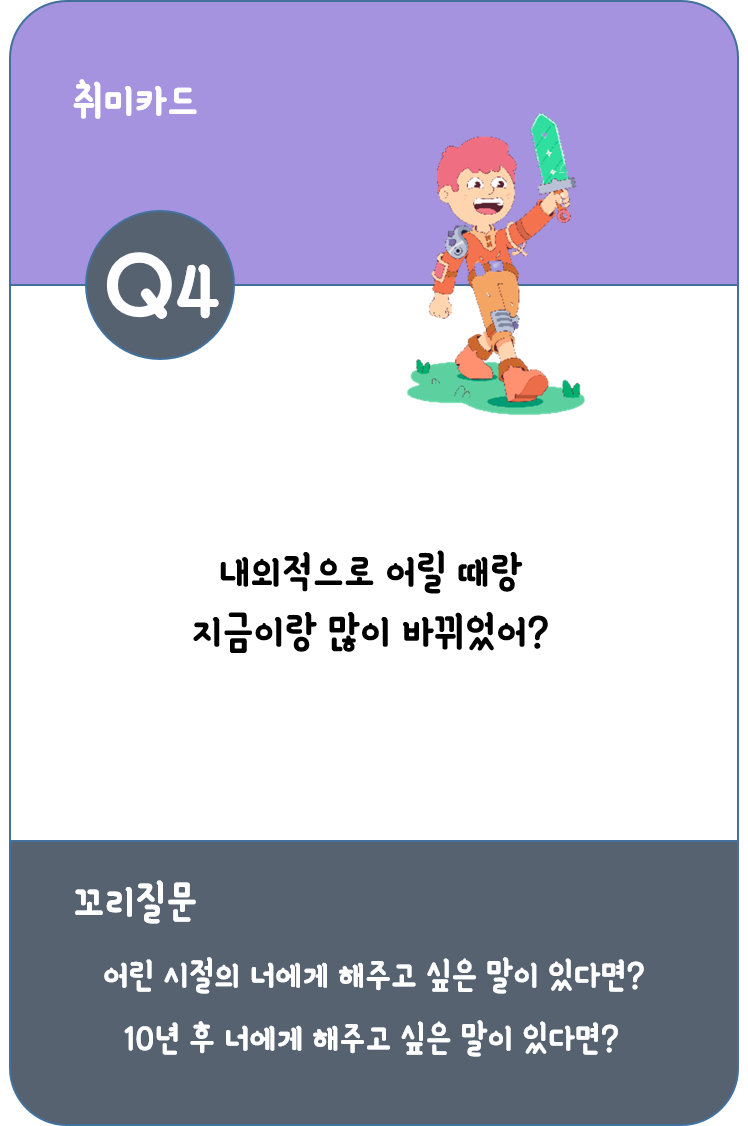 취미카드
Q4
내외적으로 어릴 때랑
지금이랑 많이 바뀌었어?
꼬리질문
어린 시절의 너에게 해주고 싶은 말이 있다면?
10년 후 너에게 해주고 싶은 말이 있다면?